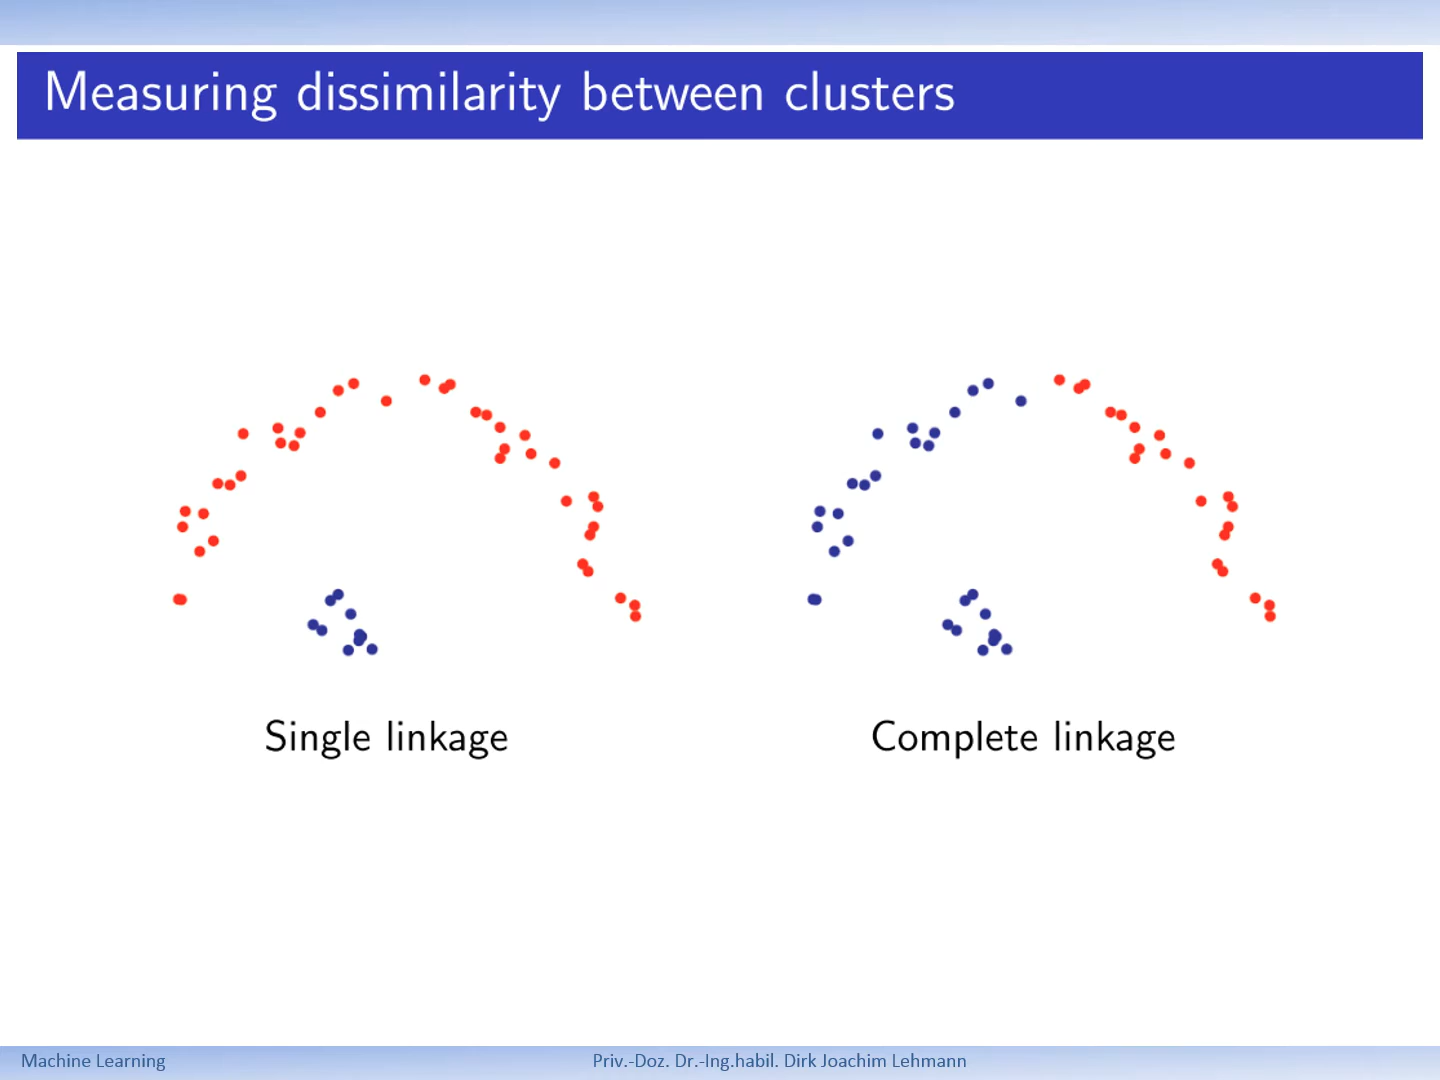 Measuring dissimilarity between clusters
Single linkage
Complete linkage
Machine Learning
Priv.-Doz. Dr.-Ing.habil. Dirk Joachim Lehmann